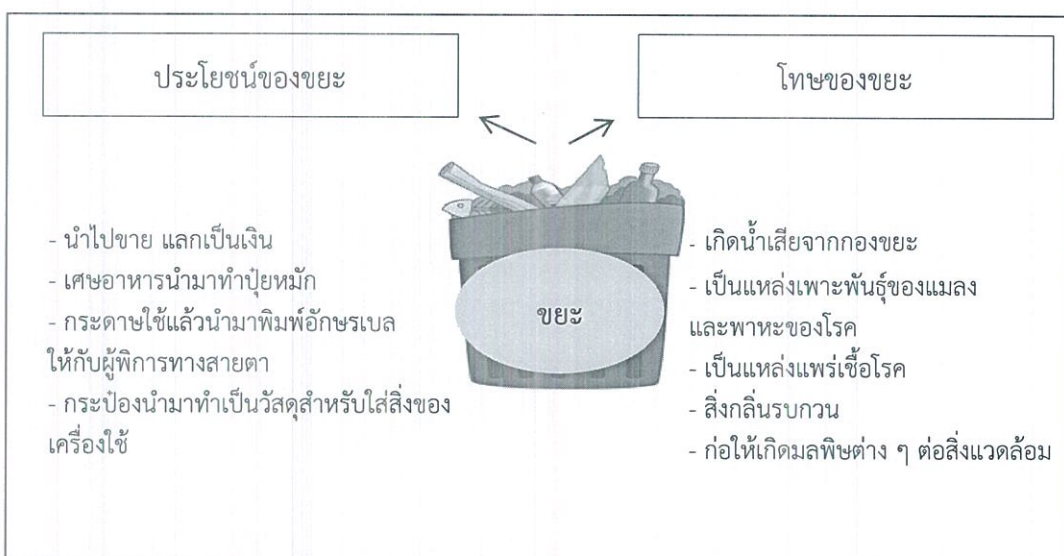 ประโยชน์ของขยะ
โทษของขยะ
- นำไปขาย แลกเป็นเงิน
- เศษอาหารนำมาทำปุ๋ยหมัก
- กระดาษใช้แล้วนำมาพิมพ์อักษรเบล
ให้กับผู้พิการทางสายตา
- กระป๋องนำมาทำเป็นวัสดุสำหรับใส่สิ่งของ
เครื่องใช้
ขยะ
- เกิดน้ำเสียจากกองขยะ
- เป็นแหล่งเพาะพันธุ์ของแมลง
และพาหะของโรค
- เป็นแหล่งแพร่เชื้อโรค
- สิ่งกลิ่นรบกวน
- ก่อให้เกิดมลพิษต่าง ๆ ต่อสิ่งแวดล้อม